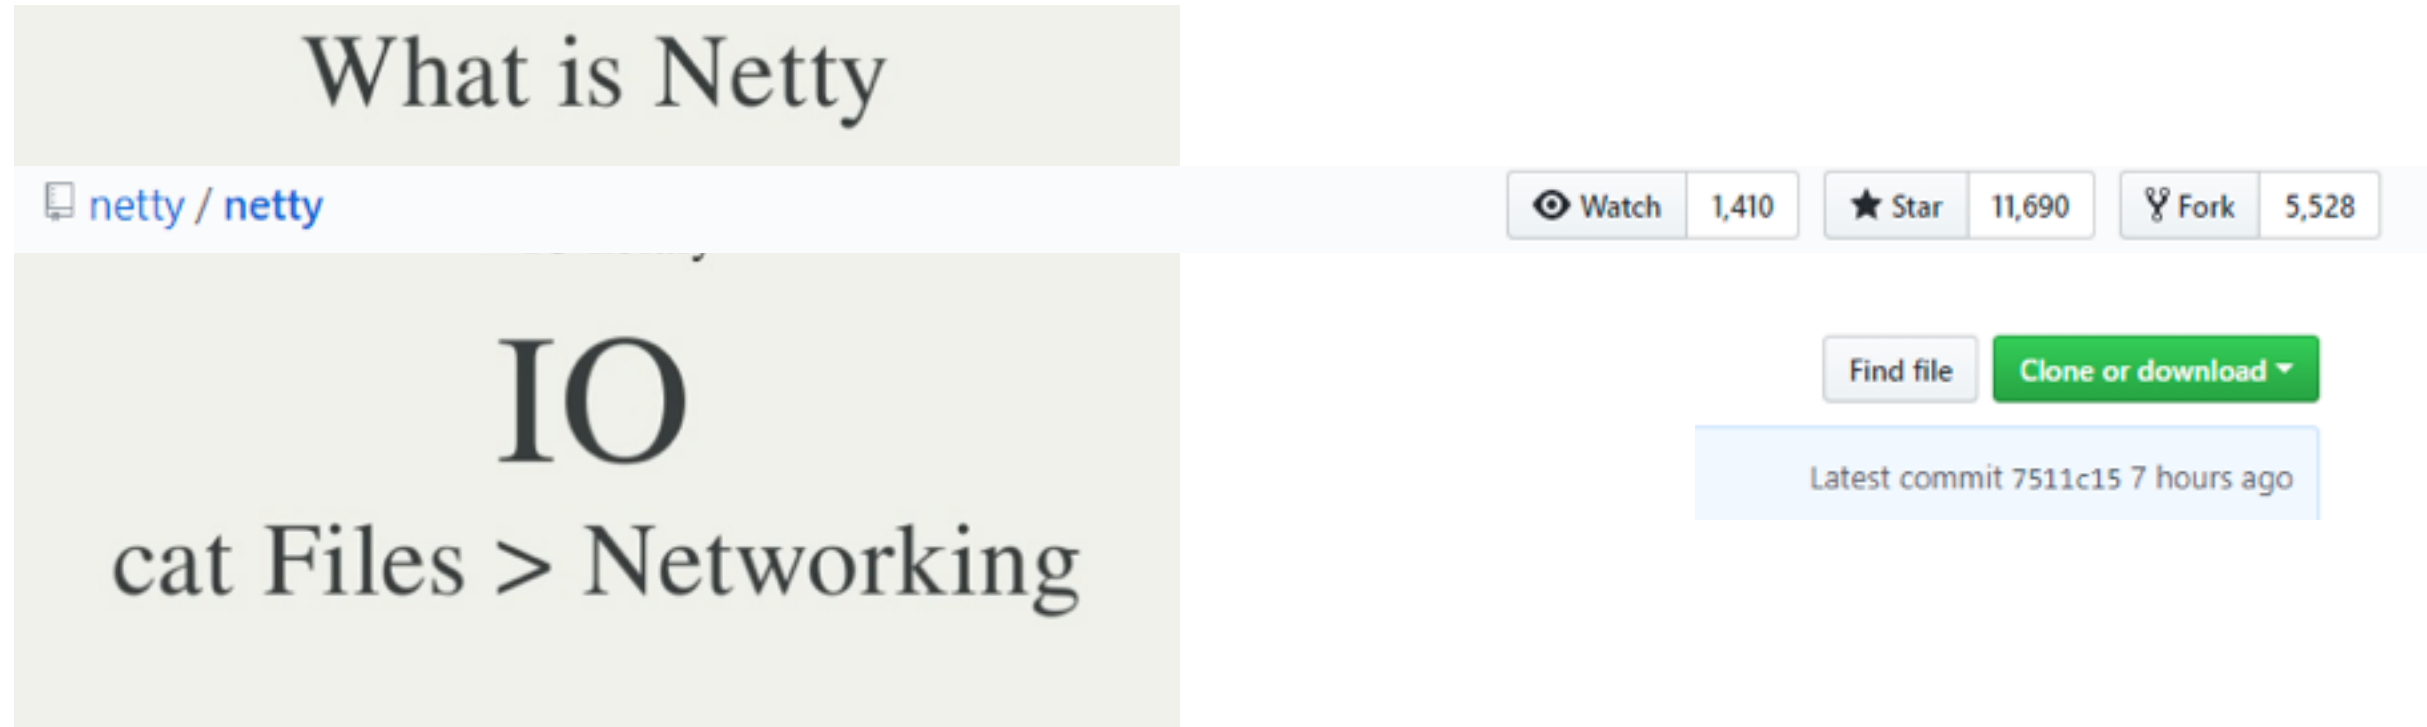 What is Netty
netty / netty
Watch 1,410 Star 11,690 Fork 5,528
IO
Find file Clone or download
Latest commit 7511c15 7 hours ago
cat Files > Networking